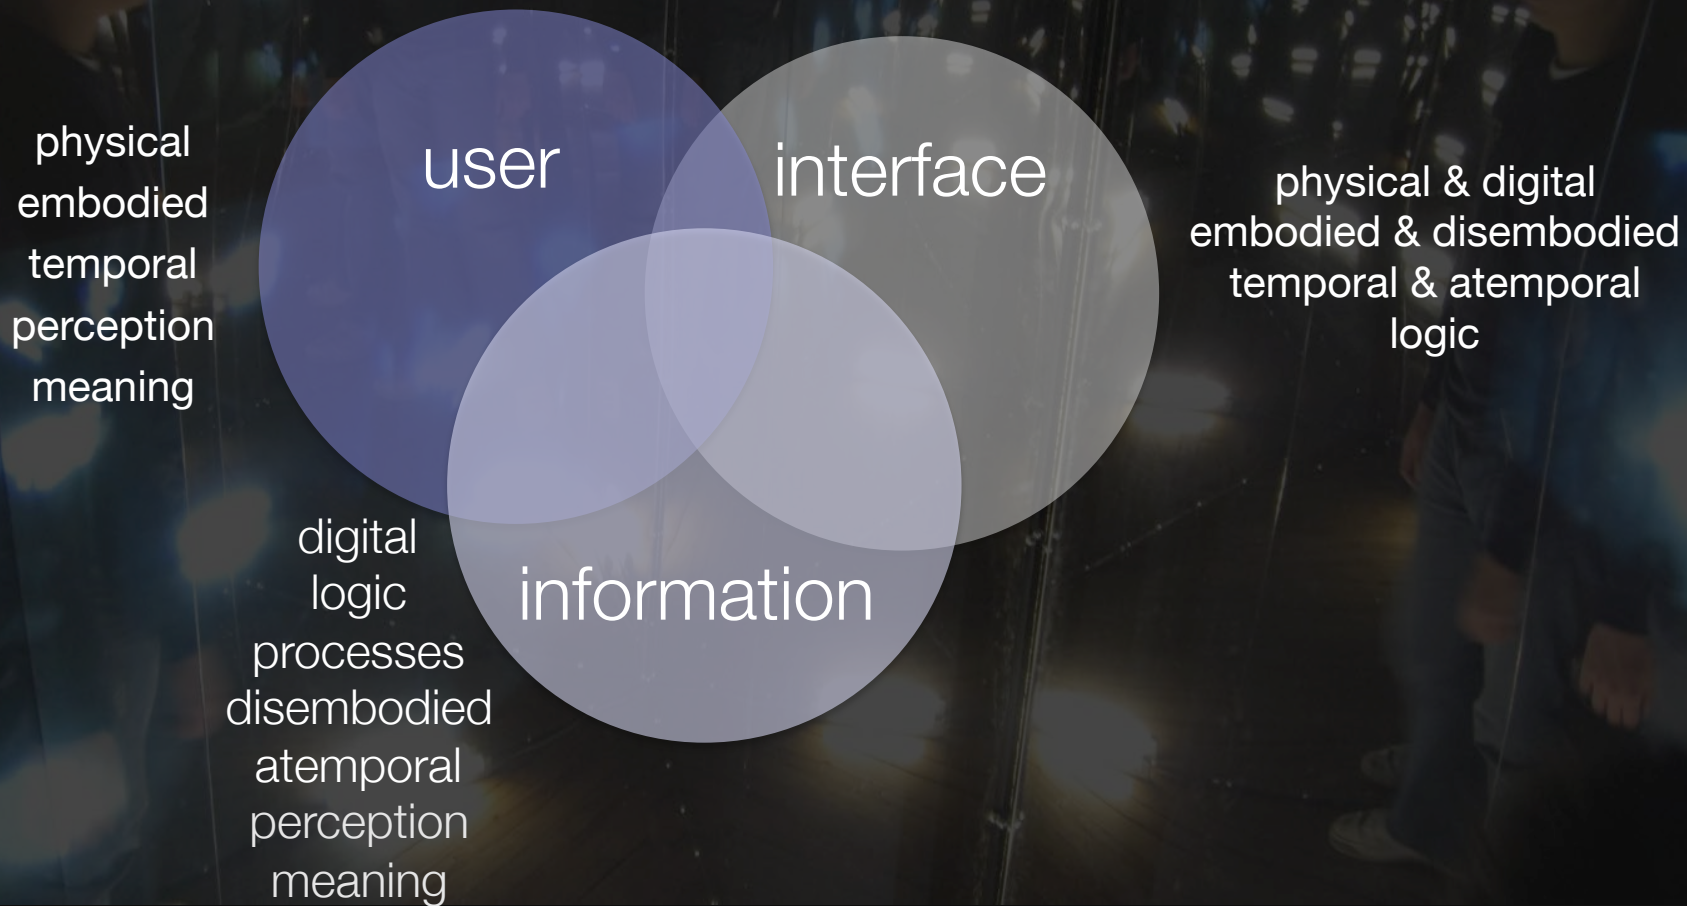 user
interface
information
physical
embodied
temporal
perception
meaning
physical & digital
embodied & disembodied
temporal & atemporal
logic
digital
logic
processes
disembodied
atemporal
perception
meaning